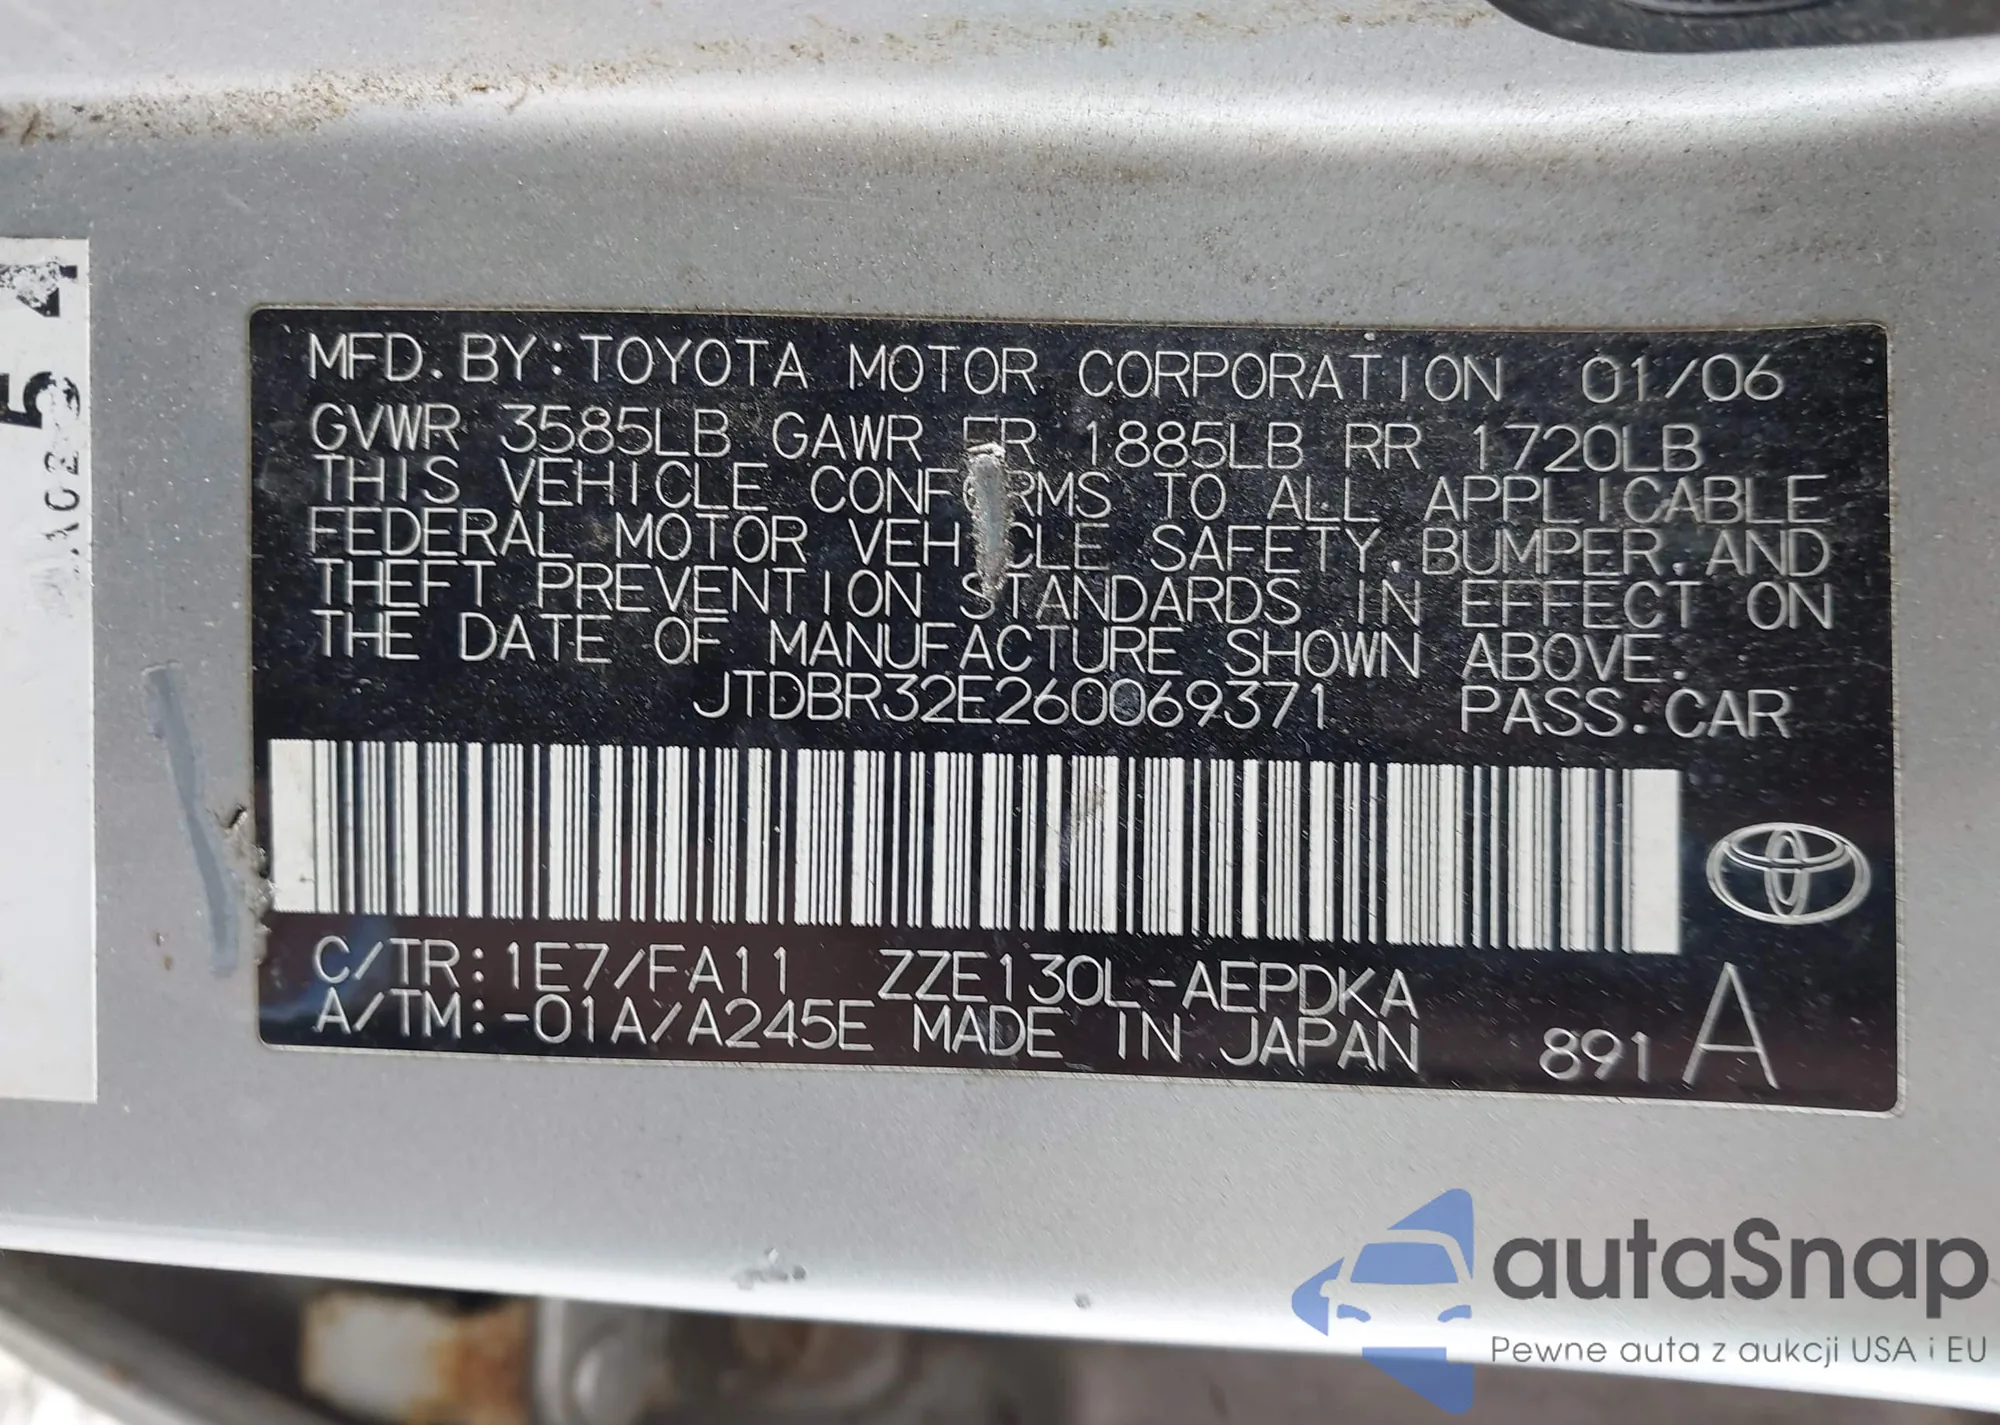 MFD. BY: TOYOTA MOTOR CORPORATION 01/06
GVWR 3585LB GAWR FR 1885LB RR 1720LB
THIS VEHICLE CONFORMS TO ALL APPLICABLE
FEDERAL MOTOR VEHICLE SAFETY, BUMPER, AND
THEFT PREVENTION STANDARDS IN EFFECT ON
THE DATE OF MANUFACTURE SHOWN ABOVE.
JTDBR32E260069371 PASS. CAR
C/TR: 1E7/FA11 ZZE130L-AEPDKA
A/TM: -01A/A245E MADE IN JAPAN 891 A
autaSnap
Pewne auta z aukcji USA i EU